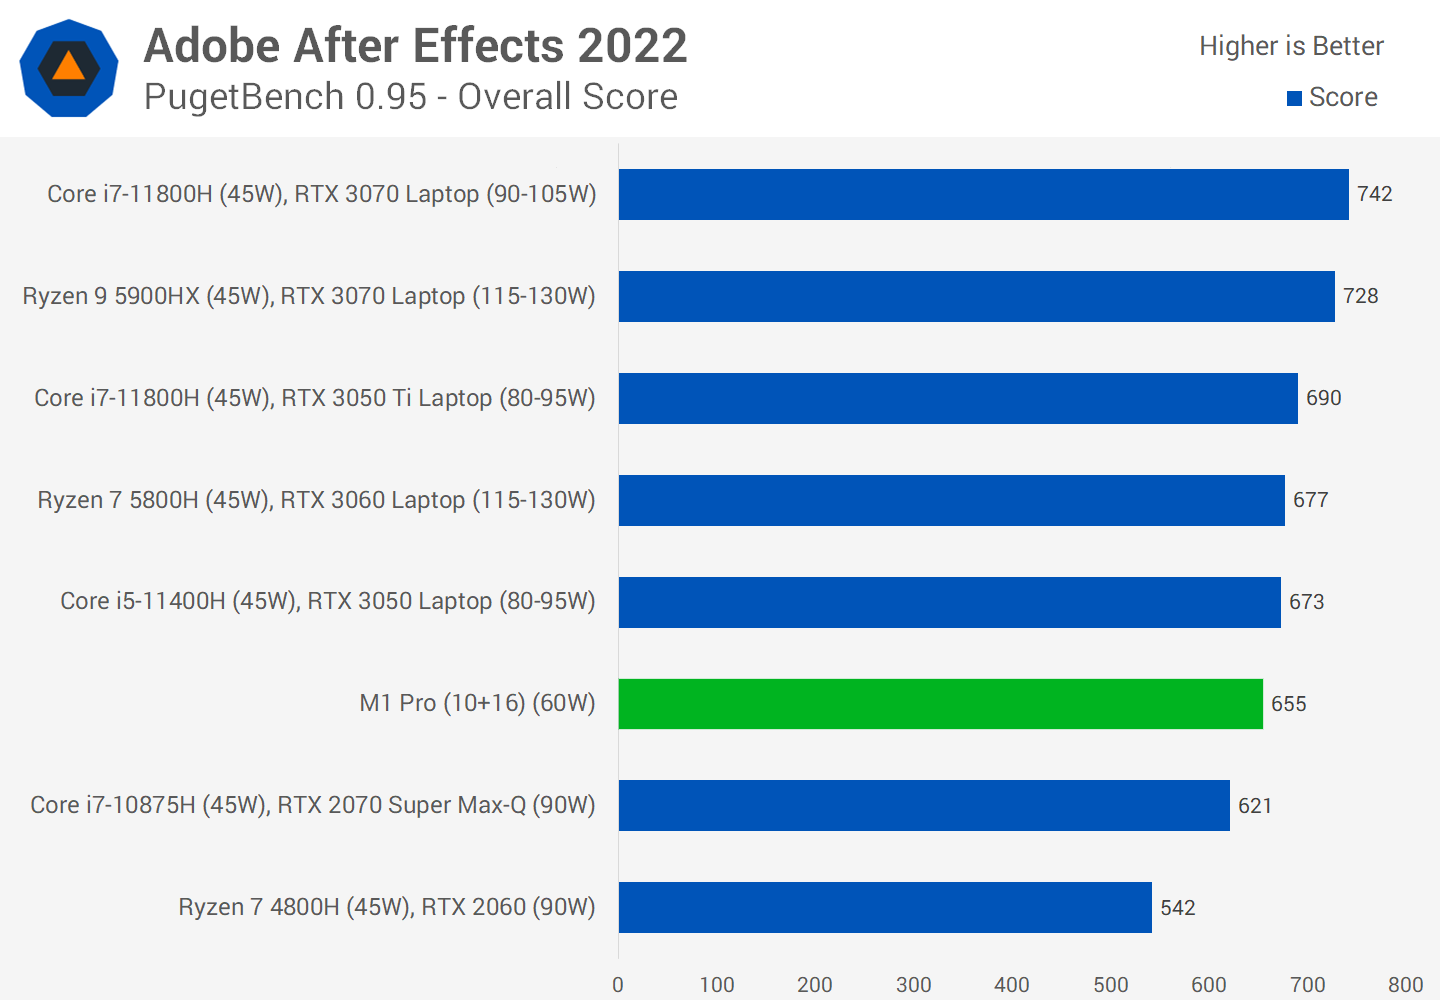 Adobe After Effects 2022
PugetBench 0.95 - Overall Score
Higher is Better
Score
Core i7-11800H (45W), RTX 3070 Laptop (90-105W) 742
Ryzen 9 5900HX (45W), RTX 3070 Laptop (115-130W) 728
Core i7-11800H (45W), RTX 3050 Ti Laptop (80-95W) 690
Ryzen 7 5800H (45W), RTX 3060 Laptop (115-130W) 677
Core i5-11400H (45W), RTX 3050 Laptop (80-95W) 673
M1 Pro (10+16) (60W) 655
Core i7-10875H (45W), RTX 2070 Super Max-Q (90W) 621
Ryzen 7 4800H (45W), RTX 2060 (90W) 542
0 100 200 300 400 500 600 700 800